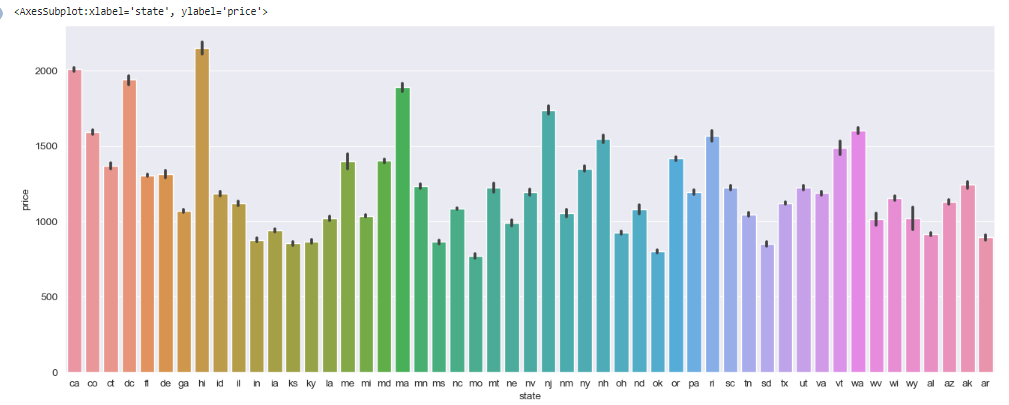 <AxesSubplot:xlabel='state', ylabel='price'>
2000
1500
1000
500
0
price
ca co ct dc fl de ga hi id il in ia ks ky la me mi md ma mn ms nc mo mt ne nv nj nm ny nh oh nd ok or pa ri sc tn sd tx ut va vt wa wv wi wy al az ak ar
state